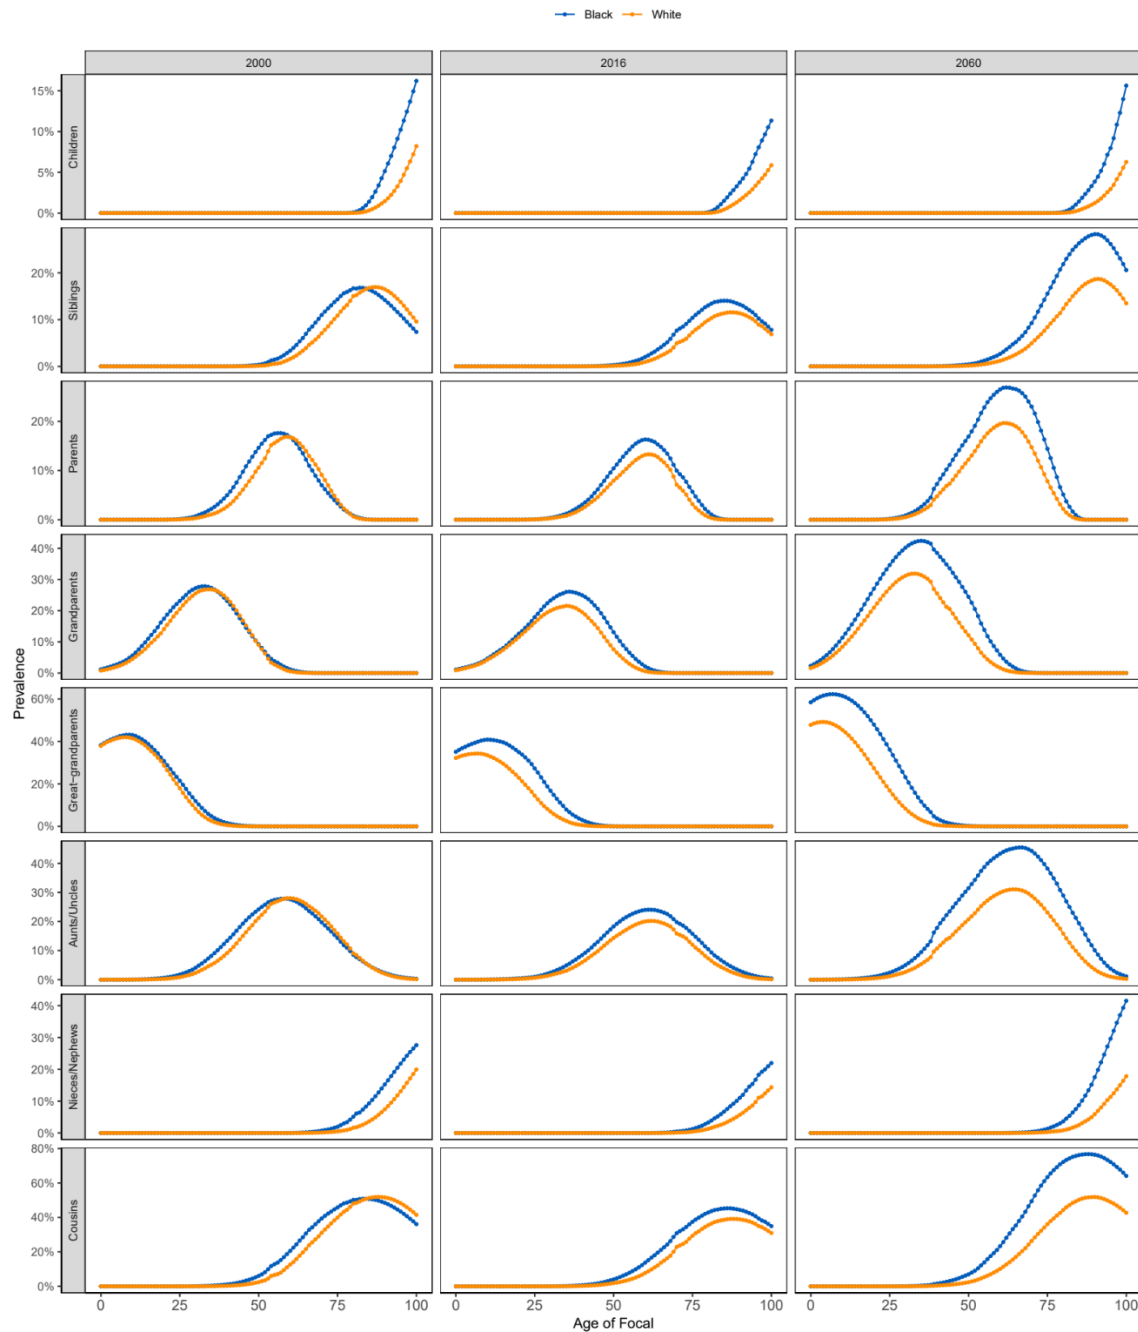 Black White
2000 2016 2060
Children
15%
10%
5%
0%
Siblings
20%
10%
0%
Parents
20%
10%
0%
Grandparents
40%
30%
20%
10%
0%
Prevalence
Great-grandparents
60%
40%
20%
0%
Aunts/Uncles
40%
30%
20%
10%
0%
Nieces/Nephews
40%
30%
20%
10%
0%
Cousins
80%
60%
40%
20%
0%
0 25 50 75 100 0 25 50 75 100 0 25 50 75 100
Age of Focal